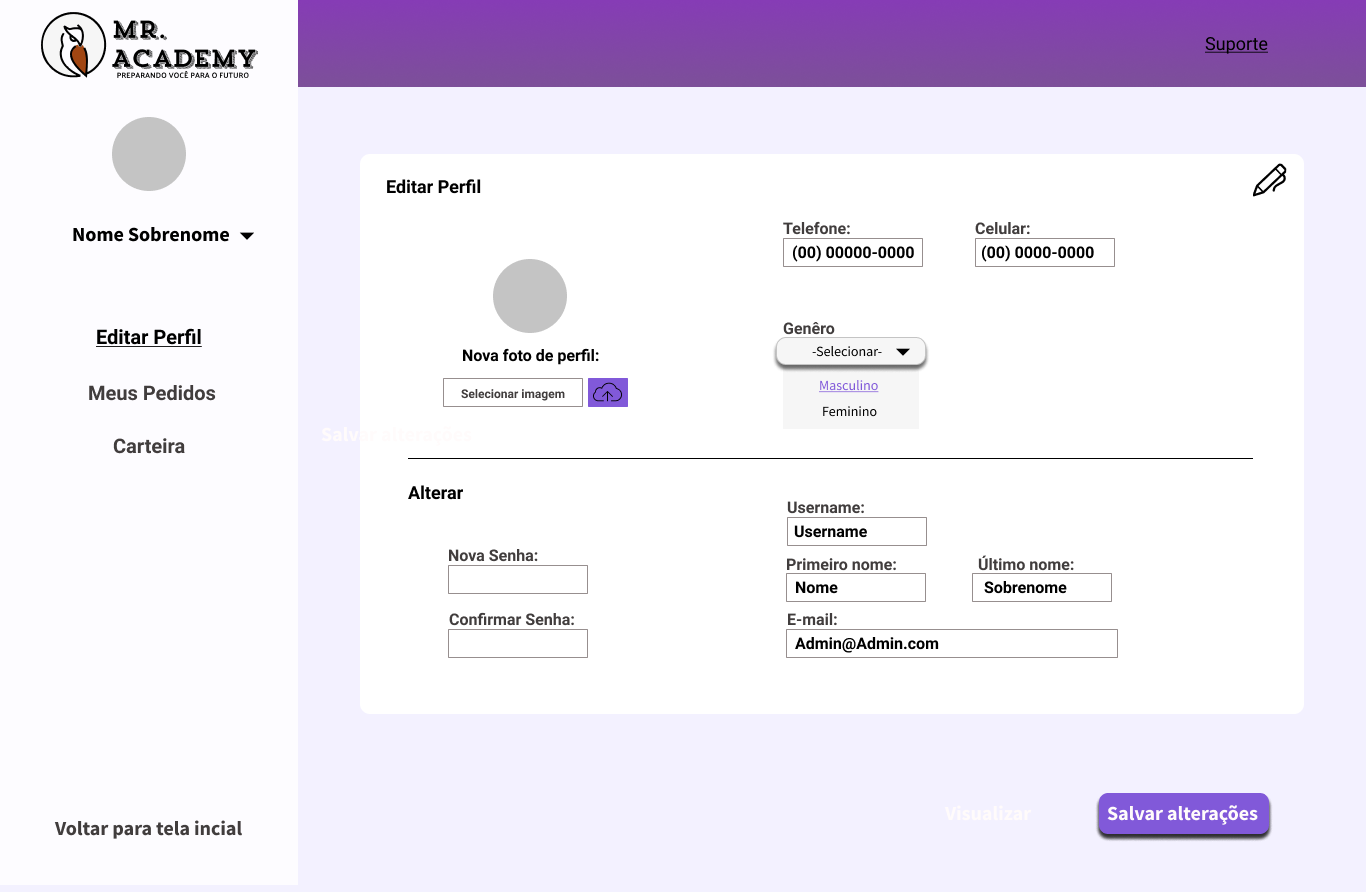 MR.
ACADEMY
PREPARANDO VOCÊ PARA O FUTURO
Suporte
Nome Sobrenome
Editar Perfil
Meus Pedidos
Carteira
Voltar para tela incial
Editar Perfil
Telefone:
(00) 00000-0000
Celular:
(00) 0000-0000
Nova foto de perfil:
Selecionar imagem
Genêro
-Selecionar-
Masculino
Feminino
Salvar alterações
Alterar
Nova Senha:
Confirmar Senha:
Username:
Username
Primeiro nome:
Nome
Último nome:
Sobrenome
E-mail:
Admin@Admin.com
Visualizar
Salvar alterações